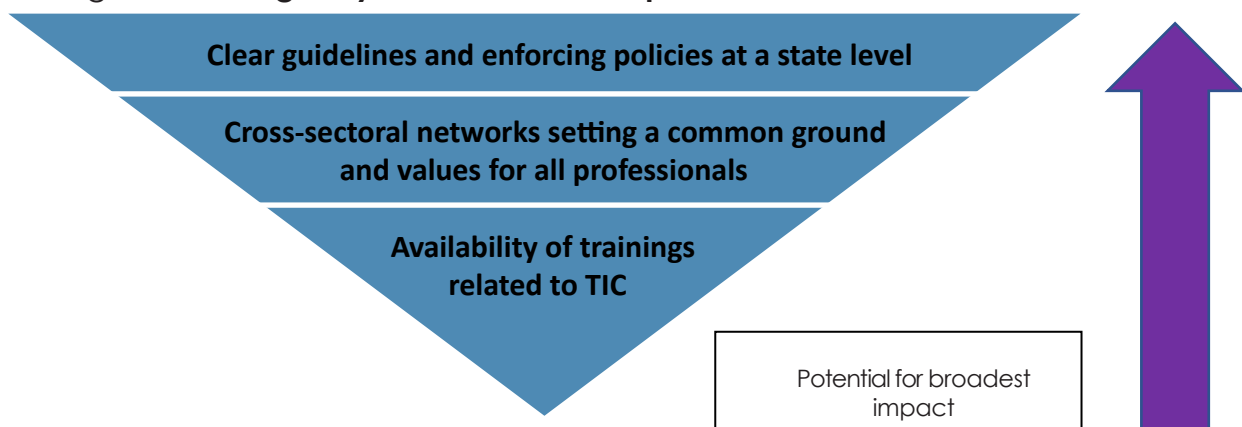 Clear guidelines and enforcing policies at a state level
Cross-sectoral networks setting a common ground
and values for all professionals
Availability of trainings
related to TIC
Potential for broadest
impact